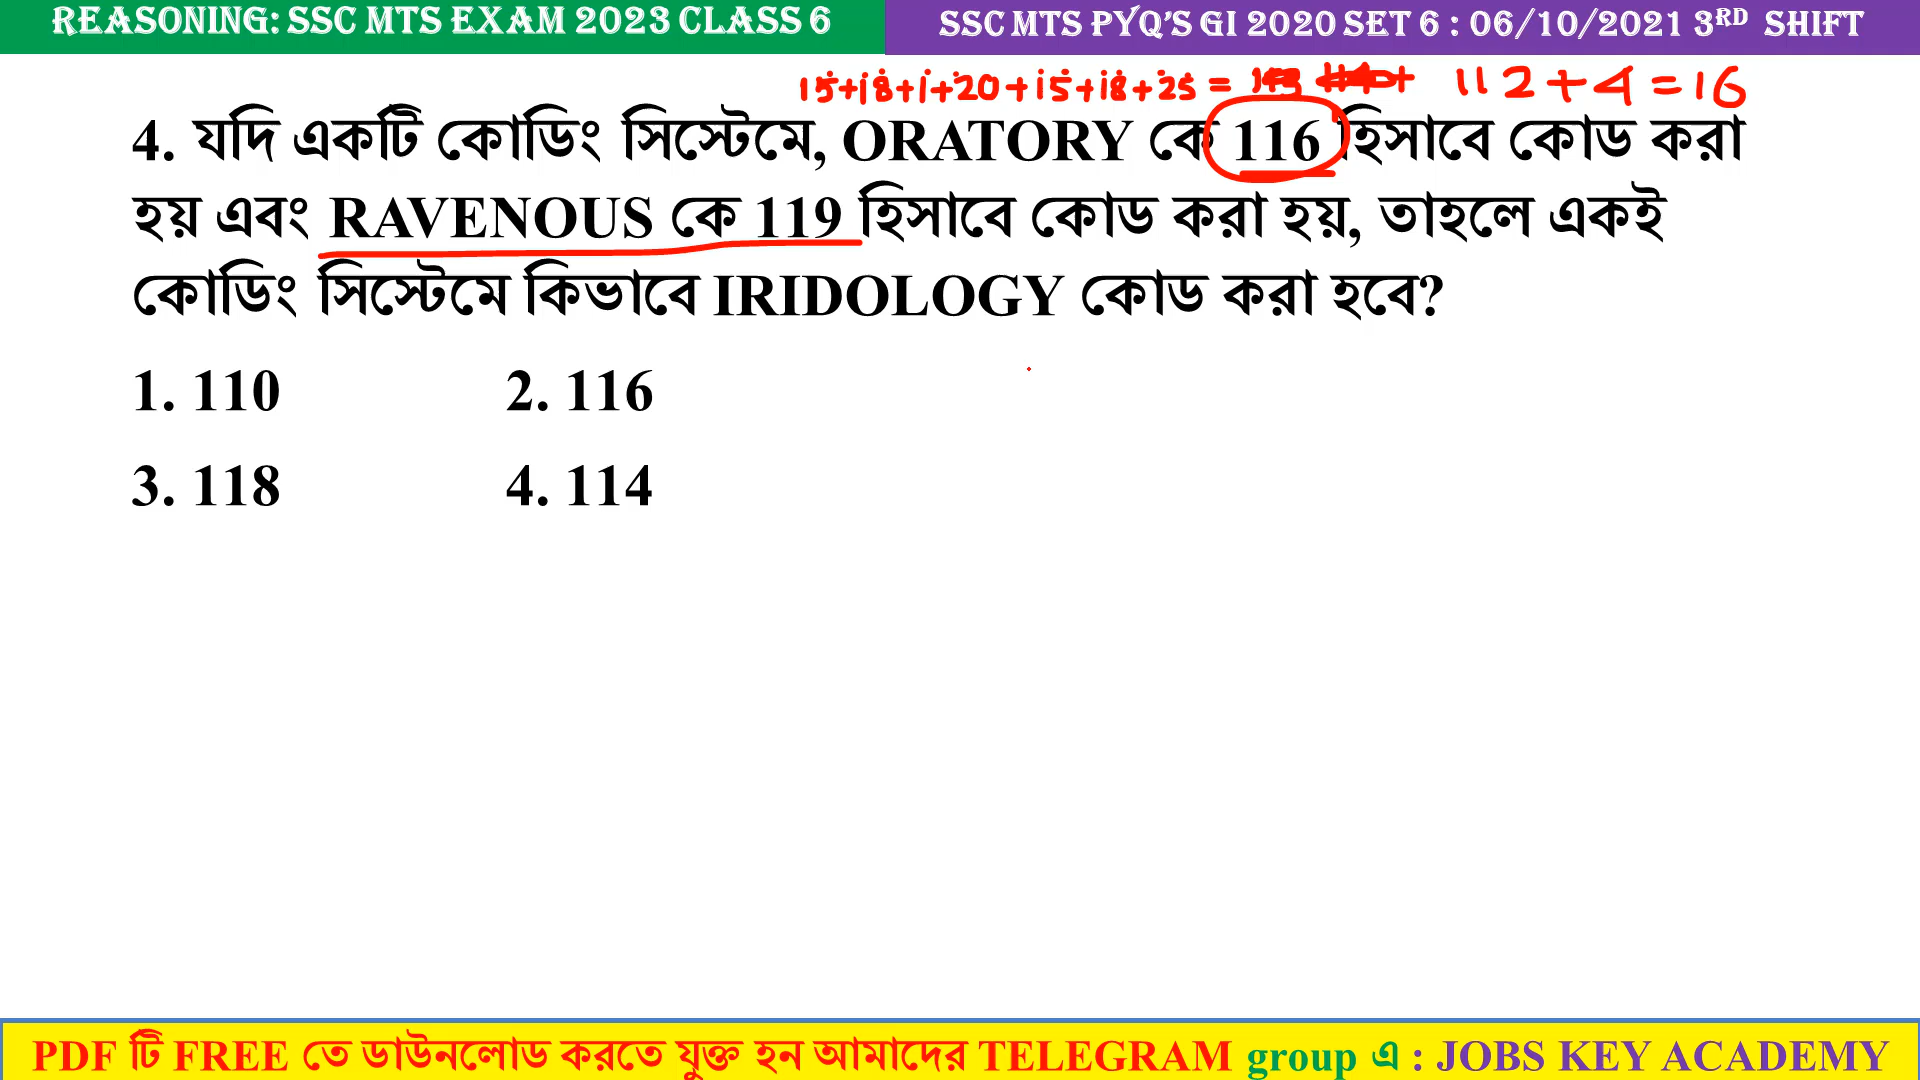 REASONING: SSC MTS EXAM 2023 CLASS 6
SSC MTS PYQ'S GI 2020 SET 6 : 06/10/2021 3RD SHIFT
15+18+1+20+15+18+25 = 112+4=16
4. যদি একটি কোডিং সিস্টেমে, ORATORY কে 116 হিসাবে কোড করা
হয় এবং RAVENOUS কে 119 হিসাবে কোড করা হয়, তাহলে একই
কোডিং সিস্টেমে কিভাবে IRIDOLOGY কোড করা হবে?
1. 110 2. 116
3. 118 4. 114
PDF টি FREE তে ডাউনলোড করতে যুক্ত হন আমাদের TELEGRAM group এ : JOBS KEY ACADEMY